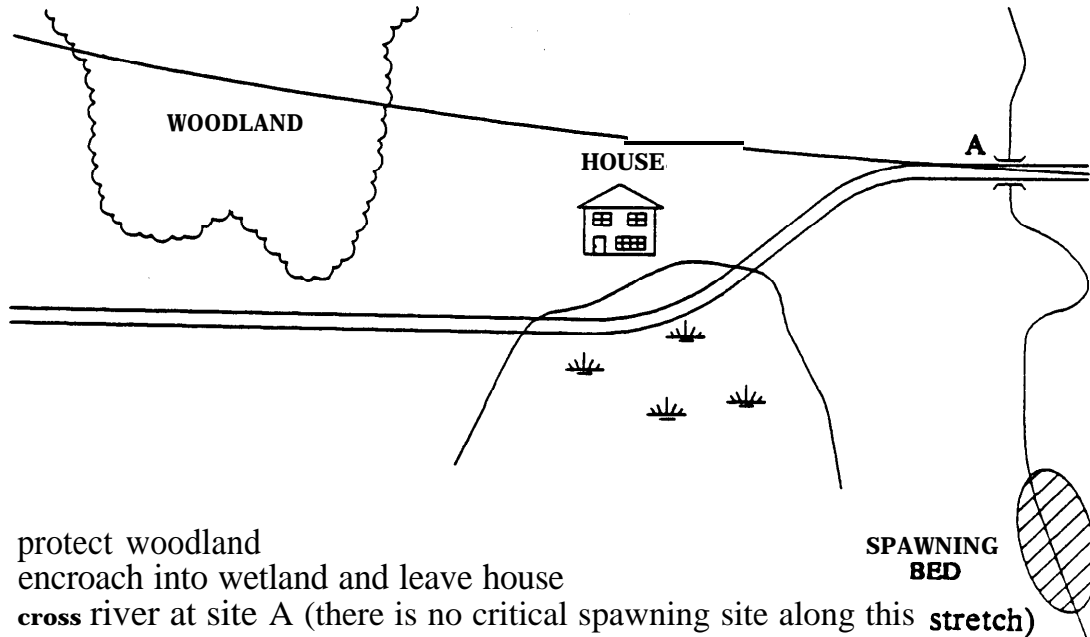 WOODLAND
HOUSE
A
SPAWNING
BED
protect woodland
encroach into wetland and leave house
cross river at site A (there is no critical spawning site along this stretch)